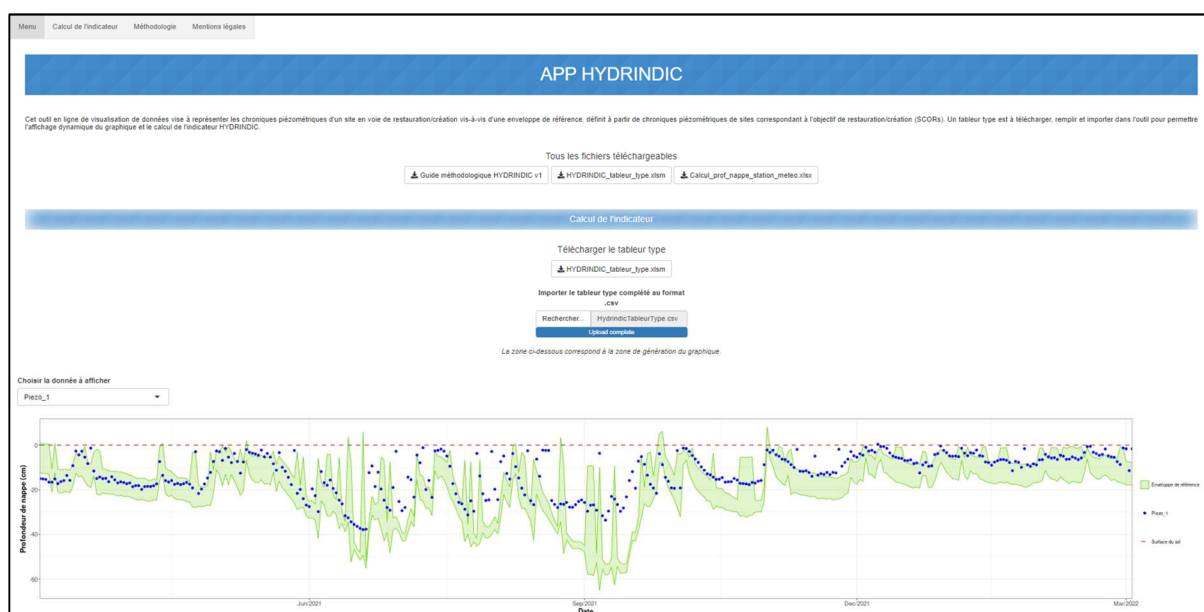 Menu Calcul de l'indicateur Méthodologie Mentions légales
APP HYDRINDIC
Cet outil en ligne de visualisation de données vise à représenter les chroniques piézométriques d'un site en voie de restauration/création vis-à-vis d'une enveloppe de référence, définit à partir de chroniques piézométriques de sites correspondant à l'objectif de restauration/création (SCORs). Un tableur type est à télécharger, remplir et importer dans l'outil pour permettre
l'affichage dynamique du graphique et le calcul de l'indicateur HYDRINDIC.
Tous les fichiers téléchargeables
Guide méthodologique HYDRINDIC v1 HYDRINDIC_tableur_type.xlsm Calcul_prof_nappe_station_meteo.xlsx
Calcul de l'indicateur
Télécharger le tableur type
HYDRINDIC_tableur_type.xlsm
Importer le tableur type complété au format
.csv
Rechercher... HydrindicTableurType.csv
Upload complete
La zone ci-dessous correspond à la zone de génération du graphique.
Choisir la donnée à afficher
Piezo_1
Profondeur de nappe (cm)
0
-20
-40
-60
Enveloppe de référence
Piezo_1
Surface du sol
Jun/2021 Sep/2021 Dec/2021 Mar/2022
Date